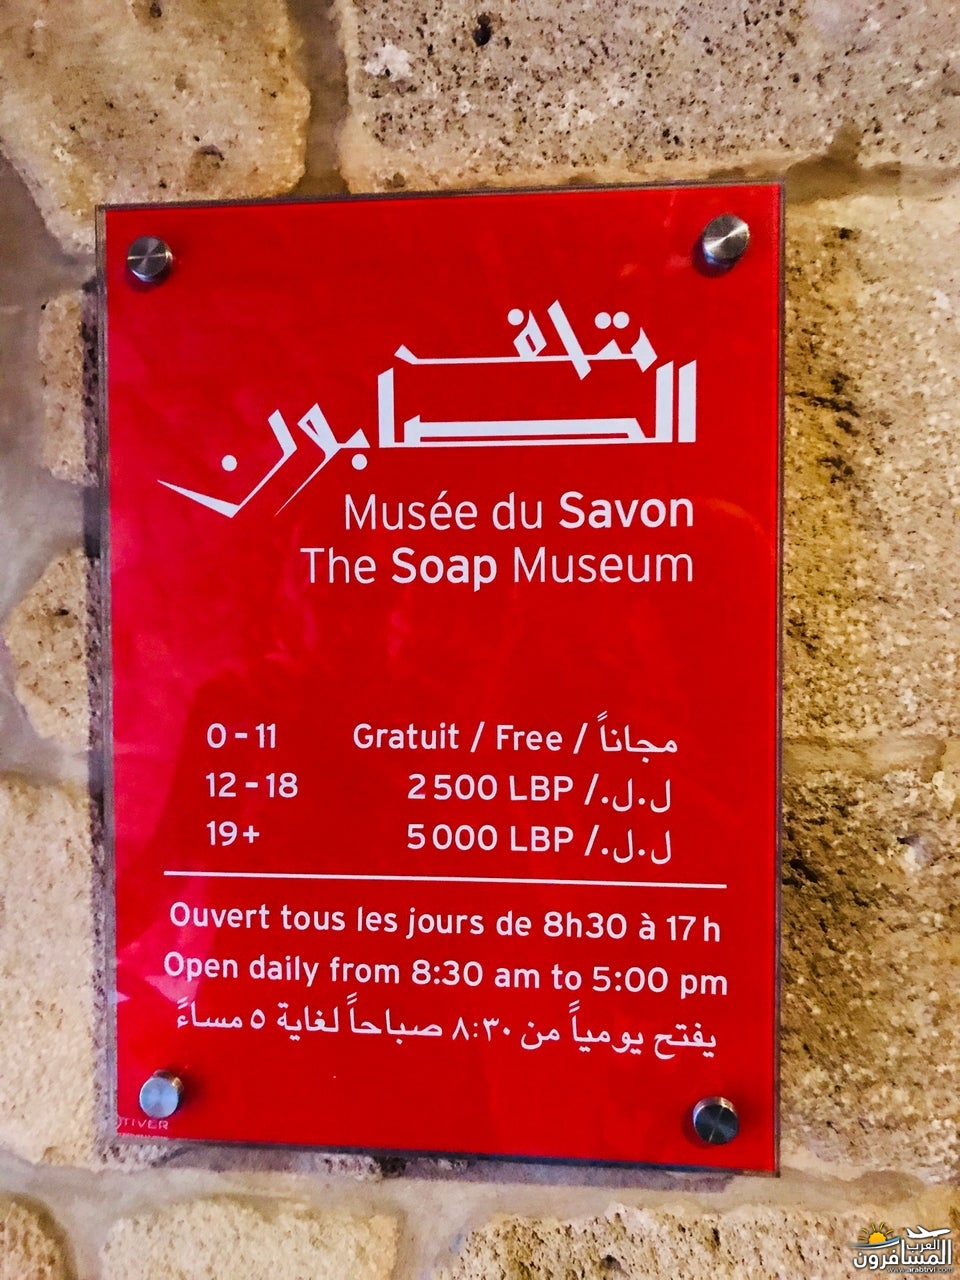 متحف
الصابون
Musée du Savon
The Soap Museum
0-11 Gratuit / Free / مجاناً
12-18 2500 LBP /.ل.ل
19+ 5000 LBP /.ل.ل
Ouvert tous les jours de 8h30 à 17h
Open daily from 8:30 am to 5:00 pm
يفتح يومياً من ٨:٣٠ صباحاً لغاية ٥ مساءً
العرب
المسافرون
www.arabtrvl.com